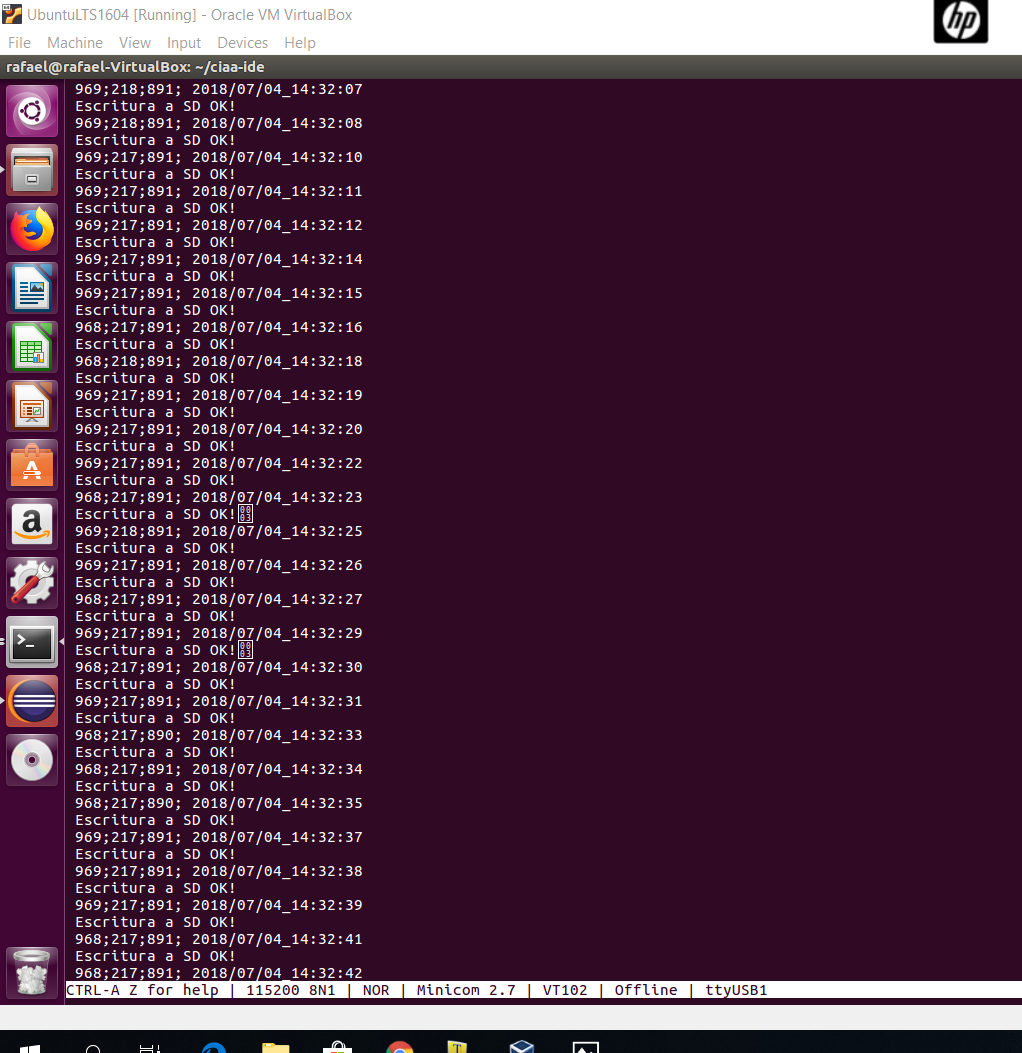 UbuntuLTS1604 [Running] - Oracle VM VirtualBox
hp
File Machine View Input Devices Help
rafael@rafael-VirtualBox: ~/ciaa-ide
969;218;891; 2018/07/04_14:32:07
Escritura a SD OK!
969;218;891; 2018/07/04_14:32:08
Escritura a SD OK!
969;217;891; 2018/07/04_14:32:10
Escritura a SD OK!
969;217;891; 2018/07/04_14:32:11
Escritura a SD OK!
969;217;891; 2018/07/04_14:32:12
Escritura a SD OK!
969;217;891; 2018/07/04_14:32:14
Escritura a SD OK!
969;217;891; 2018/07/04_14:32:15
Escritura a SD OK!
968;217;891; 2018/07/04_14:32:16
Escritura a SD OK!
968;218;891; 2018/07/04_14:32:18
Escritura a SD OK!
969;217;891; 2018/07/04_14:32:19
Escritura a SD OK!
969;217;891; 2018/07/04_14:32:20
Escritura a SD OK!
969;217;891; 2018/07/04_14:32:22
Escritura a SD OK!
968;217;891; 2018/07/04_14:32:23
Escritura a SD OK!0003
969;218;891; 2018/07/04_14:32:25
Escritura a SD OK!
969;217;891; 2018/07/04_14:32:26
Escritura a SD OK!
968;217;891; 2018/07/04_14:32:27
Escritura a SD OK!
969;217;891; 2018/07/04_14:32:29
Escritura a SD OK!0003
968;217;891; 2018/07/04_14:32:30
Escritura a SD OK!
969;217;891; 2018/07/04_14:32:31
Escritura a SD OK!
968;217;890; 2018/07/04_14:32:33
Escritura a SD OK!
968;217;891; 2018/07/04_14:32:34
Escritura a SD OK!
968;217;890; 2018/07/04_14:32:35
Escritura a SD OK!
969;217;891; 2018/07/04_14:32:37
Escritura a SD OK!
969;217;891; 2018/07/04_14:32:38
Escritura a SD OK!
969;217;891; 2018/07/04_14:32:39
Escritura a SD OK!
968;217;891; 2018/07/04_14:32:41
Escritura a SD OK!
968;217;891; 2018/07/04_14:32:42
CTRL-A Z for help | 115200 8N1 | NOR | Minicom 2.7 | VT102 | Offline | ttyUSB1